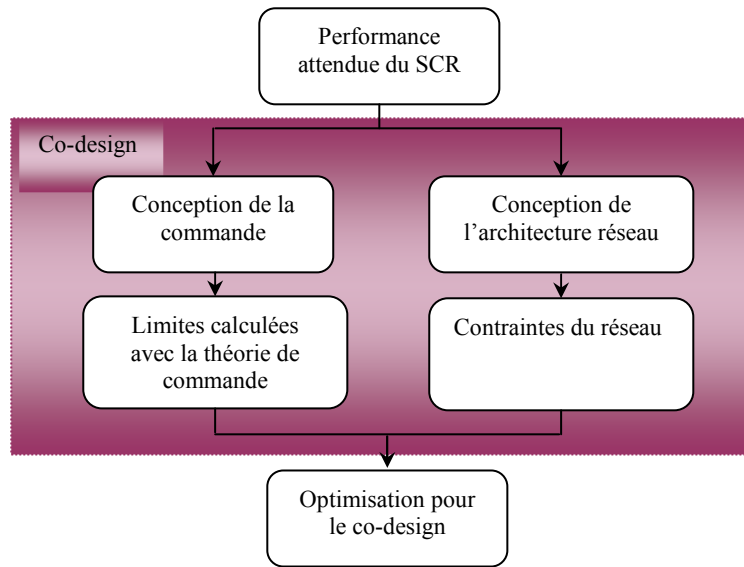 Performance
attendue du SCR
Co-design
Conception de la
commande
Conception de
l'architecture réseau
Limites calculées
avec la théorie de
commande
Contraintes du réseau
Optimisation pour
le co-design